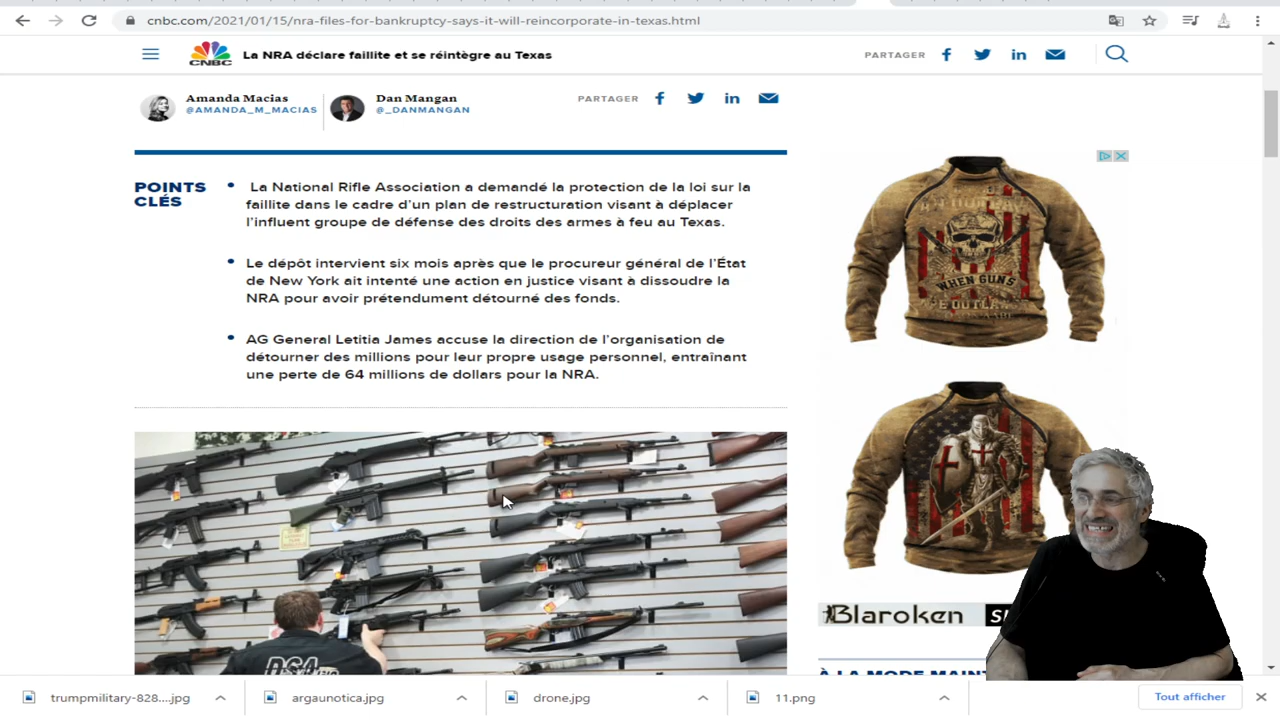 cnbc.com/2021/01/15/nra-files-for-bankruptcy-says-it-will-reincorporate-in-texas.html
CNBC
La NRA déclare faillite et se réintègre au Texas
PARTAGER
Amanda Macias
@AMANDA_M_MACIAS
Dan Mangan
@_DANMANGAN
PARTAGER
POINTS
CLÉS
La National Rifle Association a demandé la protection de la loi sur la
faillite dans le cadre d’un plan de restructuration visant à déplacer
l’influent groupe de défense des droits des armes à feu au Texas.
Le dépôt intervient six mois après que le procureur général de l’État
de New York ait intenté une action en justice visant à dissoudre la
NRA pour avoir prétendument détourné des fonds.
AG General Letitia James accuse la direction de l’organisation de
détourner des millions pour leur propre usage personnel, entraînant
une perte de 64 millions de dollars pour la NRA.
WHEN GUNS
DSA
Blaroken
À LA MODE MAINT
trumpmilitary-828....jpg
argaunotica.jpg
drone.jpg
11.png
Tout afficher